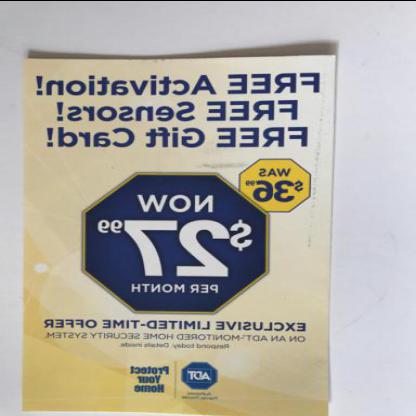 FREE Activation!
FREE Sensors!
FREE Gift Card!
WAS
$36.99
NOW
$27.99
PER MONTH
EXCLUSIVE LIMITED-TIME OFFER
ON AN ADT-MONITORED HOME SECURITY SYSTEM.
Respond today. Details inside.
ADT
Protect
Your
Home